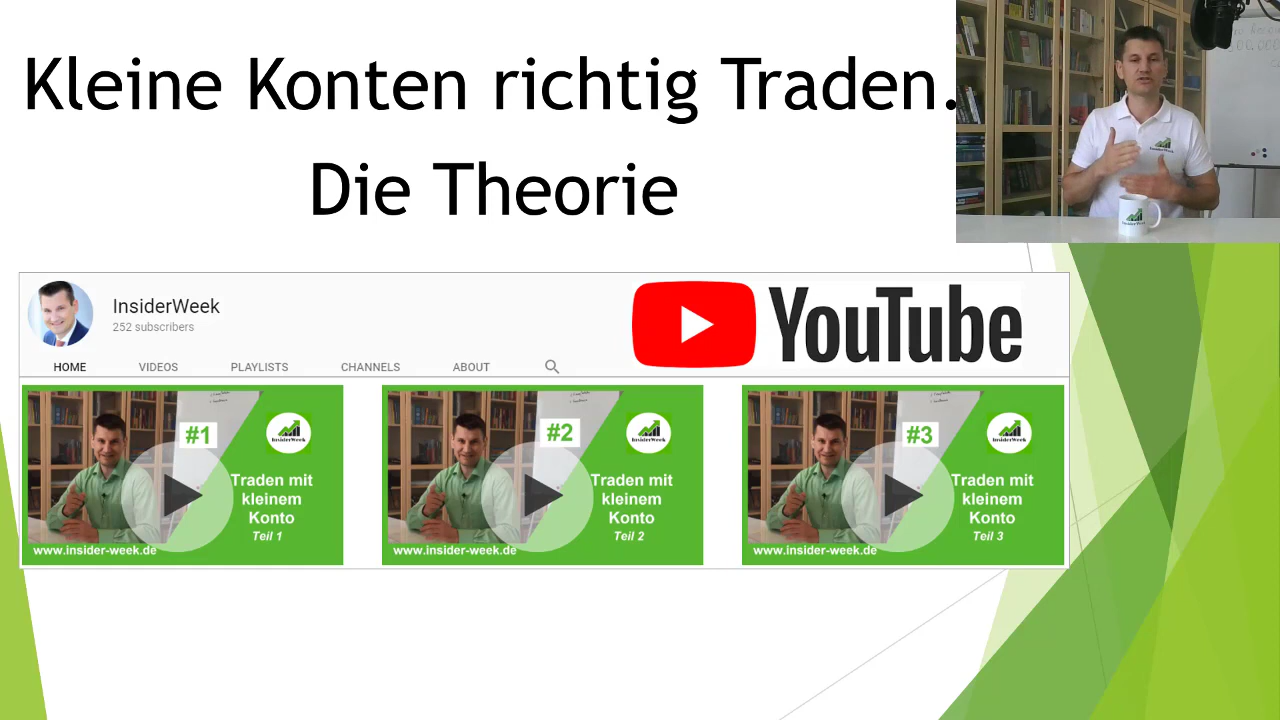 Kleine Konten richtig Traden.
Die Theorie
InsiderWeek
252 subscribers
YouTube
HOME VIDEOS PLAYLISTS CHANNELS ABOUT
#1
InsiderWeek
Traden mit
kleinem
Konto
Teil 1
www.insider-week.de
#2
InsiderWeek
Traden mit
kleinem
Konto
Teil 2
www.insider-week.de
#3
InsiderWeek
Traden mit
kleinem
Konto
Teil 3
www.insider-week.de
InsiderWeek
InsiderWeek